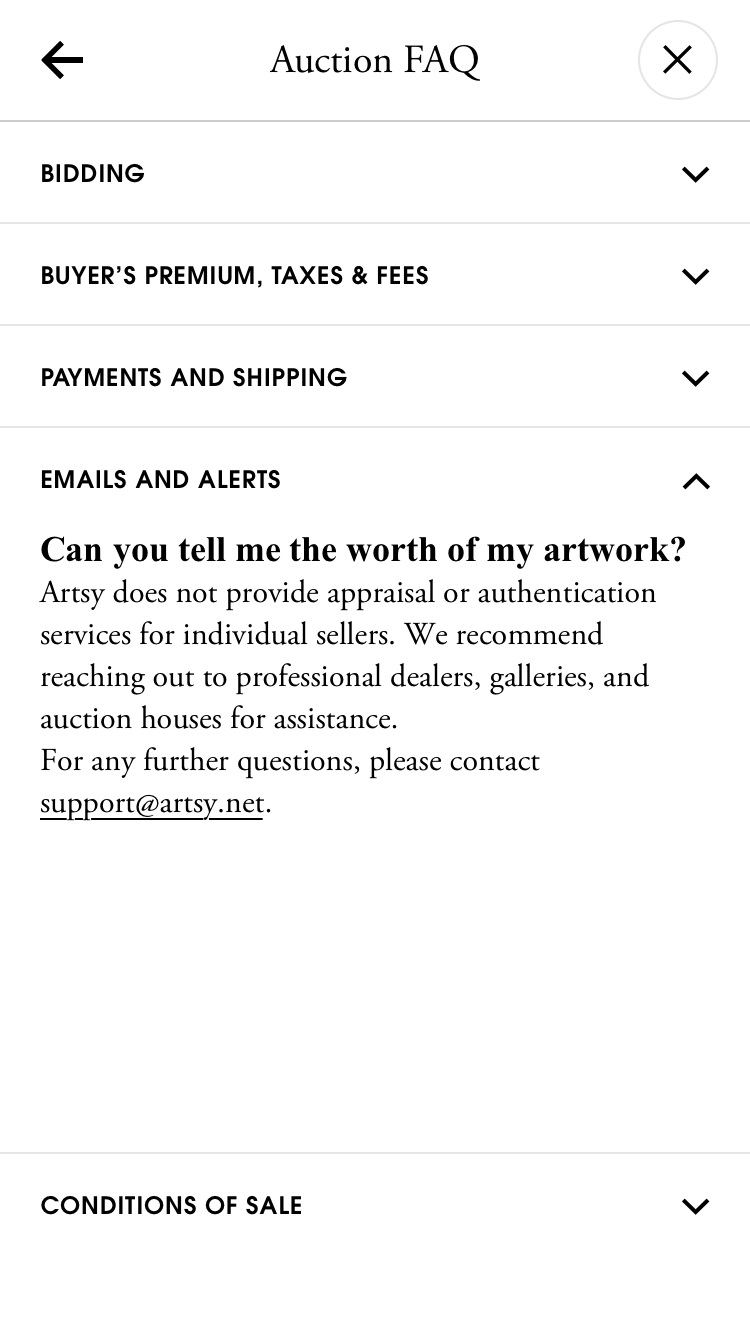 Auction FAQ
BIDDING
BUYER’S PREMIUM, TAXES & FEES
PAYMENTS AND SHIPPING
EMAILS AND ALERTS
Can you tell me the worth of my artwork?
Artsy does not provide appraisal or authentication
services for individual sellers. We recommend
reaching out to professional dealers, galleries, and
auction houses for assistance.
For any further questions, please contact
support@artsy.net.
CONDITIONS OF SALE